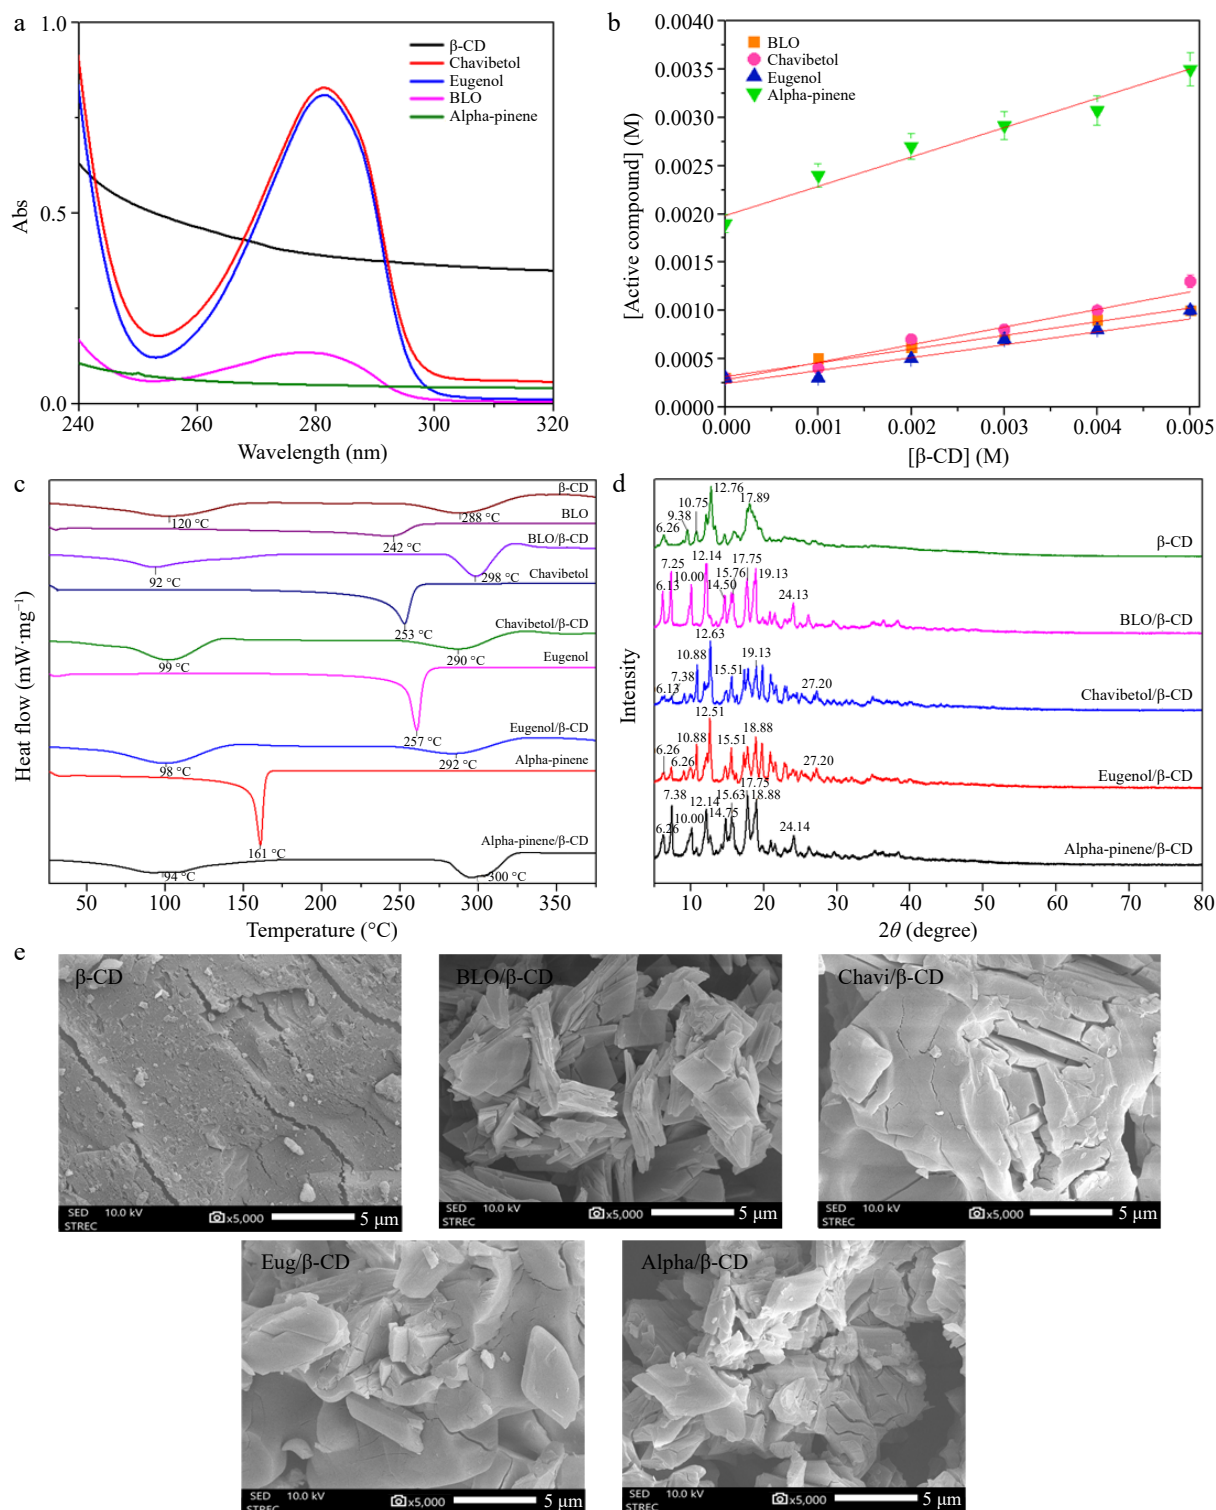 a
1.0
0.5
0.0
Abs
240
260
280
300
320
Wavelength (nm)
β-CD
Chavibetol
Eugenol
BLO
Alpha-pinene
b
0.0040
0.0035
0.0030
0.0025
0.0020
0.0015
0.0010
0.0005
0.0000
[Active compound] (M)
0.000
0.001
0.002
0.003
0.004
0.005
[β-CD] (M)
BLO
Chavibetol
Eugenol
Alpha-pinene
c
Heat flow (mW·mg⁻¹)
β-CD
120 °C
288 °C
BLO
242 °C
BLO/β-CD
92 °C
298 °C
Chavibetol
253 °C
Chavibetol/β-CD
99 °C
290 °C
Eugenol
257 °C
Eugenol/β-CD
98 °C
292 °C
Alpha-pinene
161 °C
Alpha-pinene/β-CD
94 °C
300 °C
50
100
150
200
250
300
350
Temperature (°C)
d
Intensity
6.26
9.38
10.75
12.76
17.89
β-CD
6.13
7.25
10.00
12.14
14.50
15.76
17.75
19.13
24.13
BLO/β-CD
6.13
7.38
10.88
12.63
15.51
19.13
27.20
Chavibetol/β-CD
6.26
6.26
10.88
12.51
15.51
18.88
27.20
Eugenol/β-CD
6.26
7.38
10.00
12.14
14.75
15.63
17.75
18.88
24.14
Alpha-pinene/β-CD
10
20
30
40
50
60
70
80
2θ (degree)
e
β-CD
SED 10.0 kV
STREC
x5,000
5 μm
BLO/β-CD
SED 10.0 kV
STREC
x5,000
5 μm
Chavi/β-CD
SED 10.0 kV
STREC
x5,000
5 μm
Eug/β-CD
SED 10.0 kV
STREC
x5,000
5 μm
Alpha/β-CD
SED 10.0 kV
STREC
x5,000
5 μm